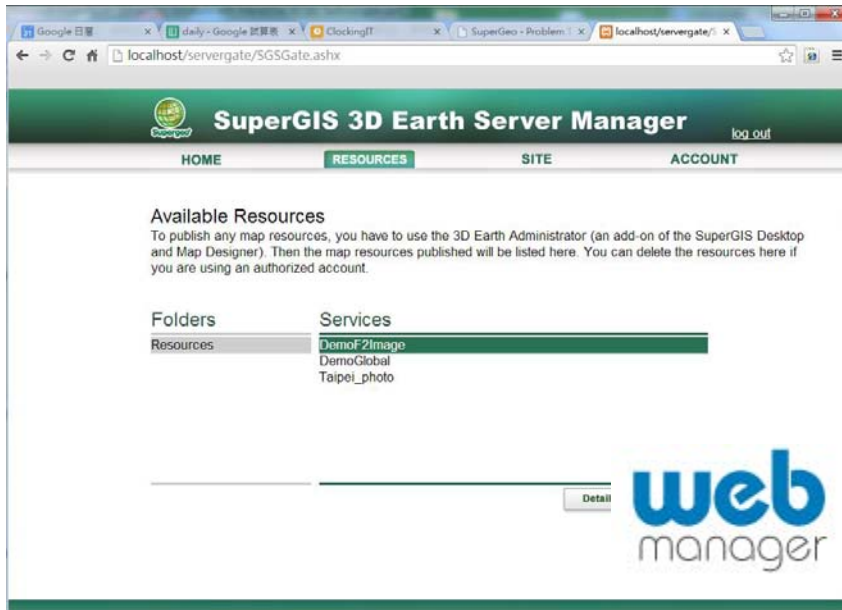 Google 日曆
daily - Google 試算表
ClockingIT
SuperGeo - Problem
localhost/servergate/S
localhost/servergate/SGSGate.ashx
Supergeo
SuperGIS 3D Earth Server Manager
log out
HOME RESOURCES SITE ACCOUNT
Available Resources
To publish any map resources, you have to use the 3D Earth Administrator (an add-on of the SuperGIS Desktop
and Map Designer). Then the map resources published will be listed here. You can delete the resources here if
you are using an authorized account.
Folders
Resources
Services
DemoF2Image
DemoGlobal
Taipei_photo
Detail
web
manager